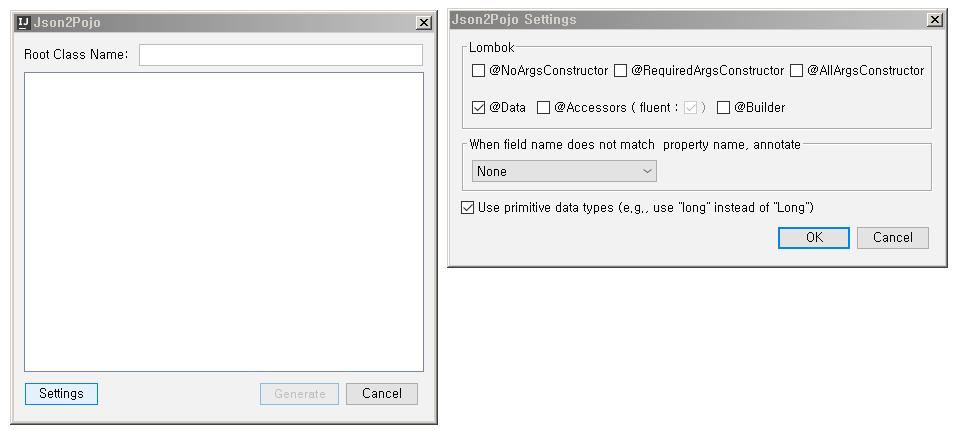 IJ Json2Pojo
Root Class Name:
Settings
Generate
Cancel
Json2Pojo Settings
Lombok
@NoArgsConstructor @RequiredArgsConstructor @AllArgsConstructor
@Data @Accessors ( fluent : ) @Builder
When field name does not match property name, annotate
None
Use primitive data types (e.g., use "long" instead of "Long")
OK
Cancel